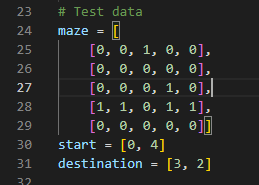 23 # Test data
24 maze = [
25     [0, 0, 1, 0, 0],
26     [0, 0, 0, 0, 0],
27     [0, 0, 0, 1, 0],
28     [1, 1, 0, 1, 1],
29     [0, 0, 0, 0, 0]]
30 start = [0, 4]
31 destination = [3, 2]